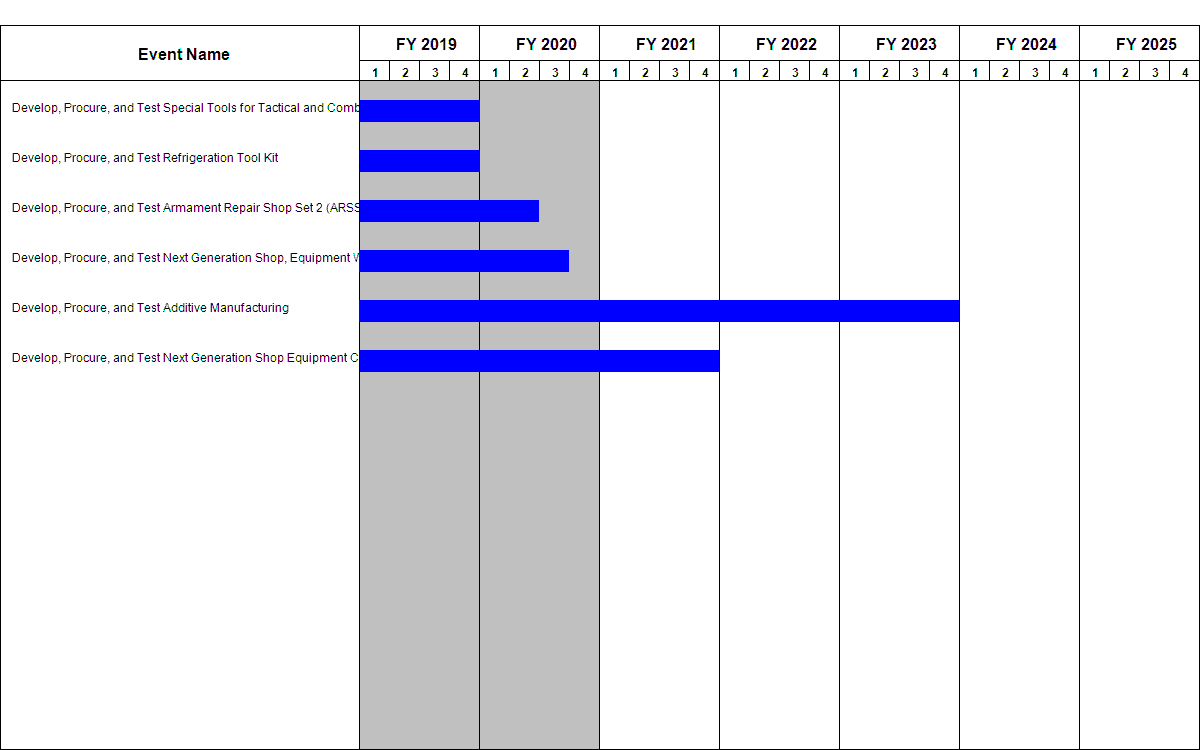 Event Name
FY 2019 FY 2020 FY 2021 FY 2022 FY 2023 FY 2024 FY 2025
1 2 3 4 1 2 3 4 1 2 3 4 1 2 3 4 1 2 3 4 1 2 3 4 1 2 3 4
Develop, Procure, and Test Special Tools for Tactical and Comb
Develop, Procure, and Test Refrigeration Tool Kit
Develop, Procure, and Test Armament Repair Shop Set 2 (ARSS
Develop, Procure, and Test Next Generation Shop, Equipment W
Develop, Procure, and Test Additive Manufacturing
Develop, Procure, and Test Next Generation Shop Equipment C